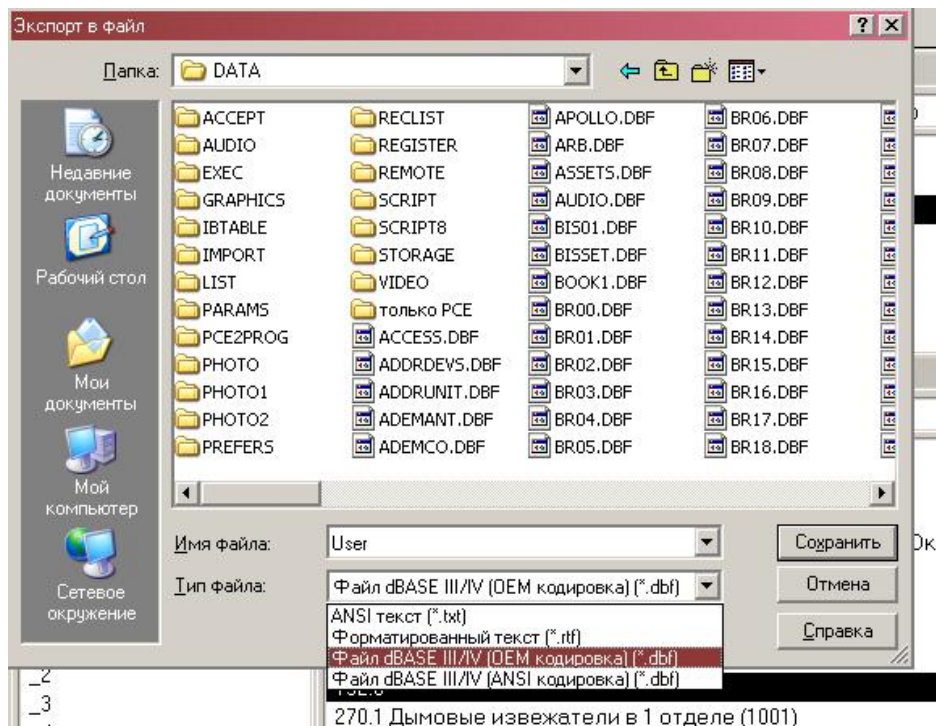 Экспорт в файл
Папка:
DATA
Недавние документы
Рабочий стол
Мои документы
Мой компьютер
Сетевое окружение
ACCEPT
AUDIO
EXEC
GRAPHICS
IBTABLE
IMPORT
LIST
PARAMS
PCE2PROG
PHOTO
PHOTO1
PHOTO2
PREFERS
RECLIST
REGISTER
REMOTE
SCRIPT
SCRIPT8
STORAGE
VIDEO
только PCE
ACCESS.DBF
ADDRDEVS.DBF
ADDRUNIT.DBF
ADEMANT.DBF
ADEMCO.DBF
APOLLO.DBF
ARB.DBF
ASSETS.DBF
AUDIO.DBF
BIS01.DBF
BISSET.DBF
BOOK1.DBF
BR00.DBF
BR01.DBF
BR02.DBF
BR03.DBF
BR04.DBF
BR05.DBF
BR06.DBF
BR07.DBF
BR08.DBF
BR09.DBF
BR10.DBF
BR11.DBF
BR12.DBF
BR13.DBF
BR14.DBF
BR15.DBF
BR16.DBF
BR17.DBF
BR18.DBF
Имя файла:
User
Сохранить
Тип файла:
Файл dBASE III/IV (OEM кодировка) (*.dbf)
Отмена
ANSI текст (*.txt)
Форматированный текст (*.rtf)
Файл dBASE III/IV (OEM кодировка) (*.dbf)
Файл dBASE III/IV (ANSI кодировка) (*.dbf)
Справка
_2
_3
270.1 Дымовые извежатели в 1 отделе (1001)